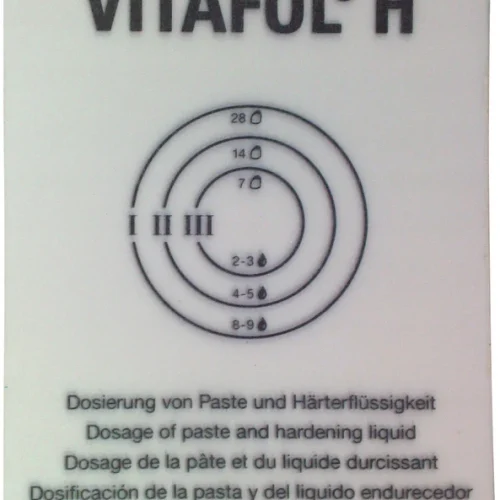 VITAFOL® H
28
14
7
I II III
2-3
4-5
8-9
Dosierung von Paste und Härterflüssigkeit
Dosage of paste and hardening liquid
Dosage de la pâte et du liquide durcissant
Dosificación de la pasta y del liquido endurecedor